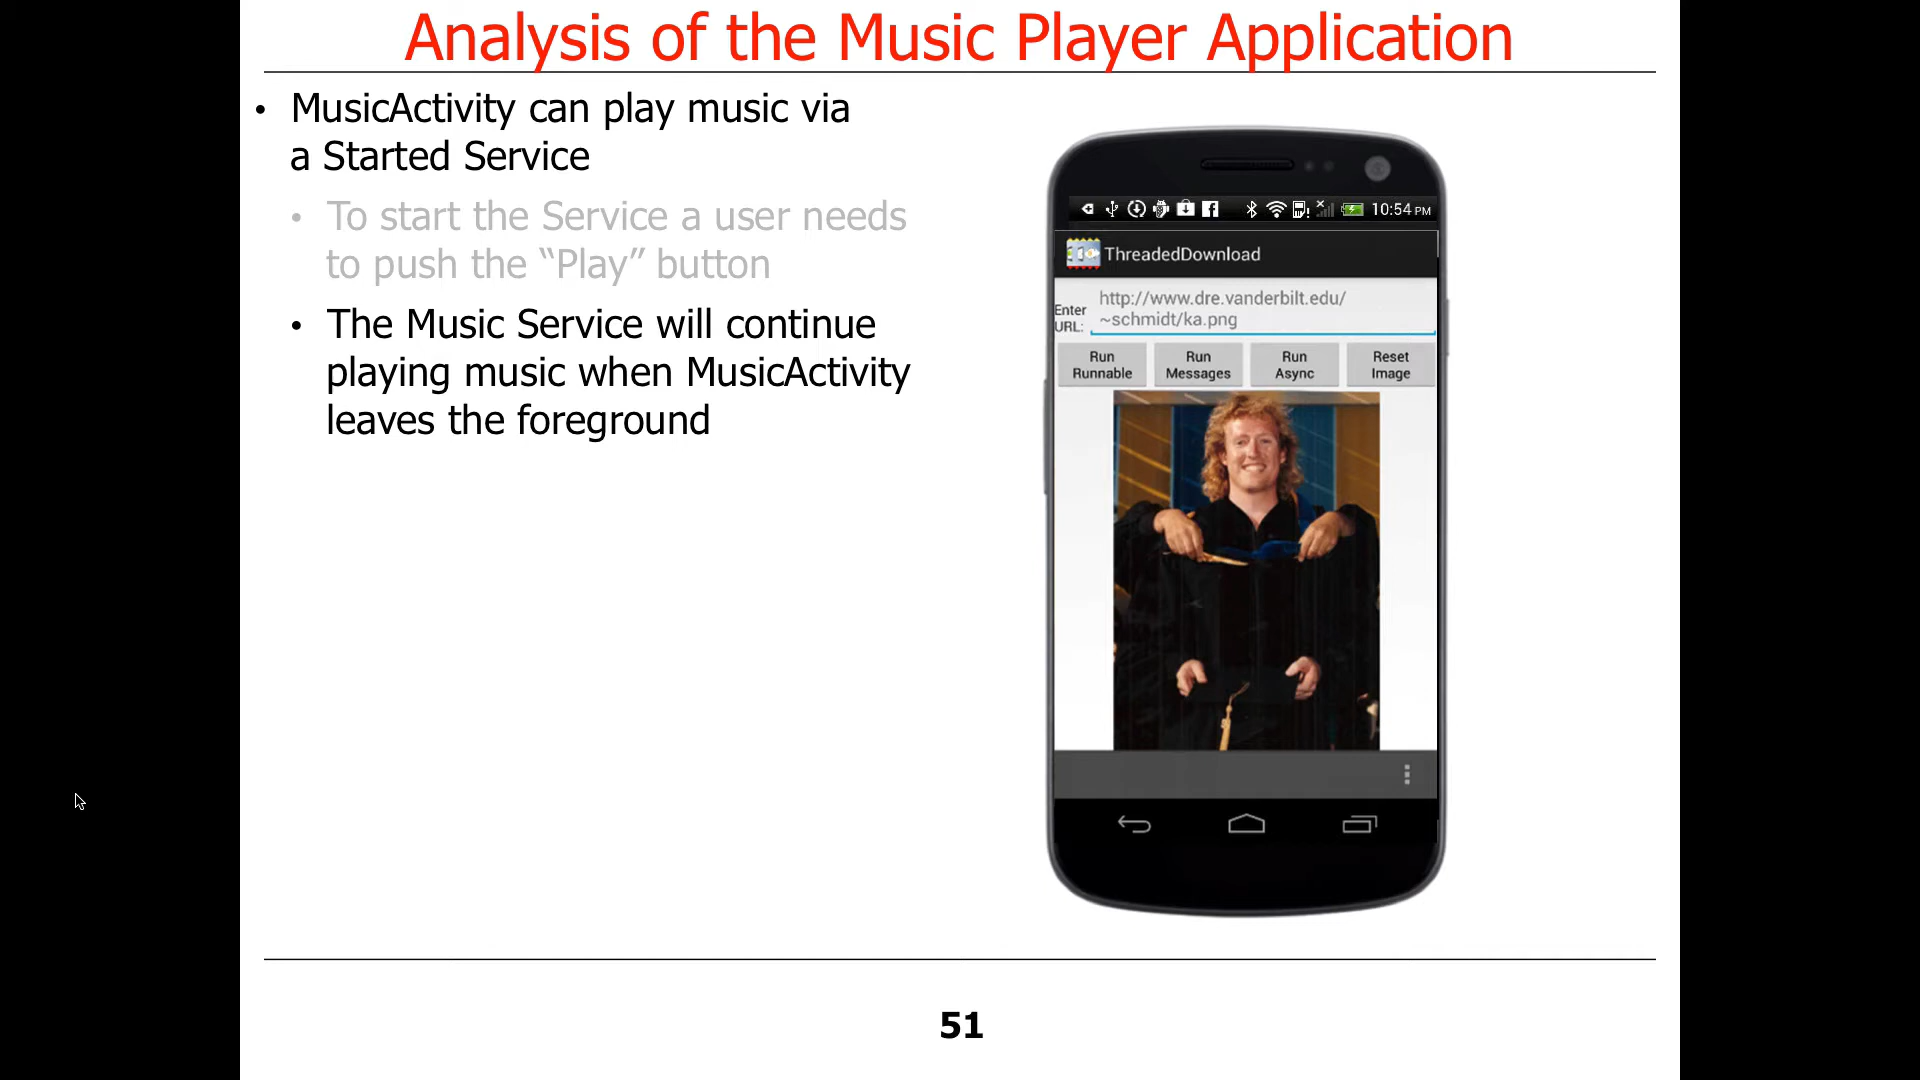 Analysis of the Music Player Application
• MusicActivity can play music via
a Started Service
• To start the Service a user needs
to push the “Play” button
• The Music Service will continue
playing music when MusicActivity
leaves the foreground
10:54 PM
ThreadedDownload
Enter
URL:
http://www.dre.vanderbilt.edu/
~schmidt/ka.png
Run
Runnable
Run
Messages
Run
Async
Reset
Image
51